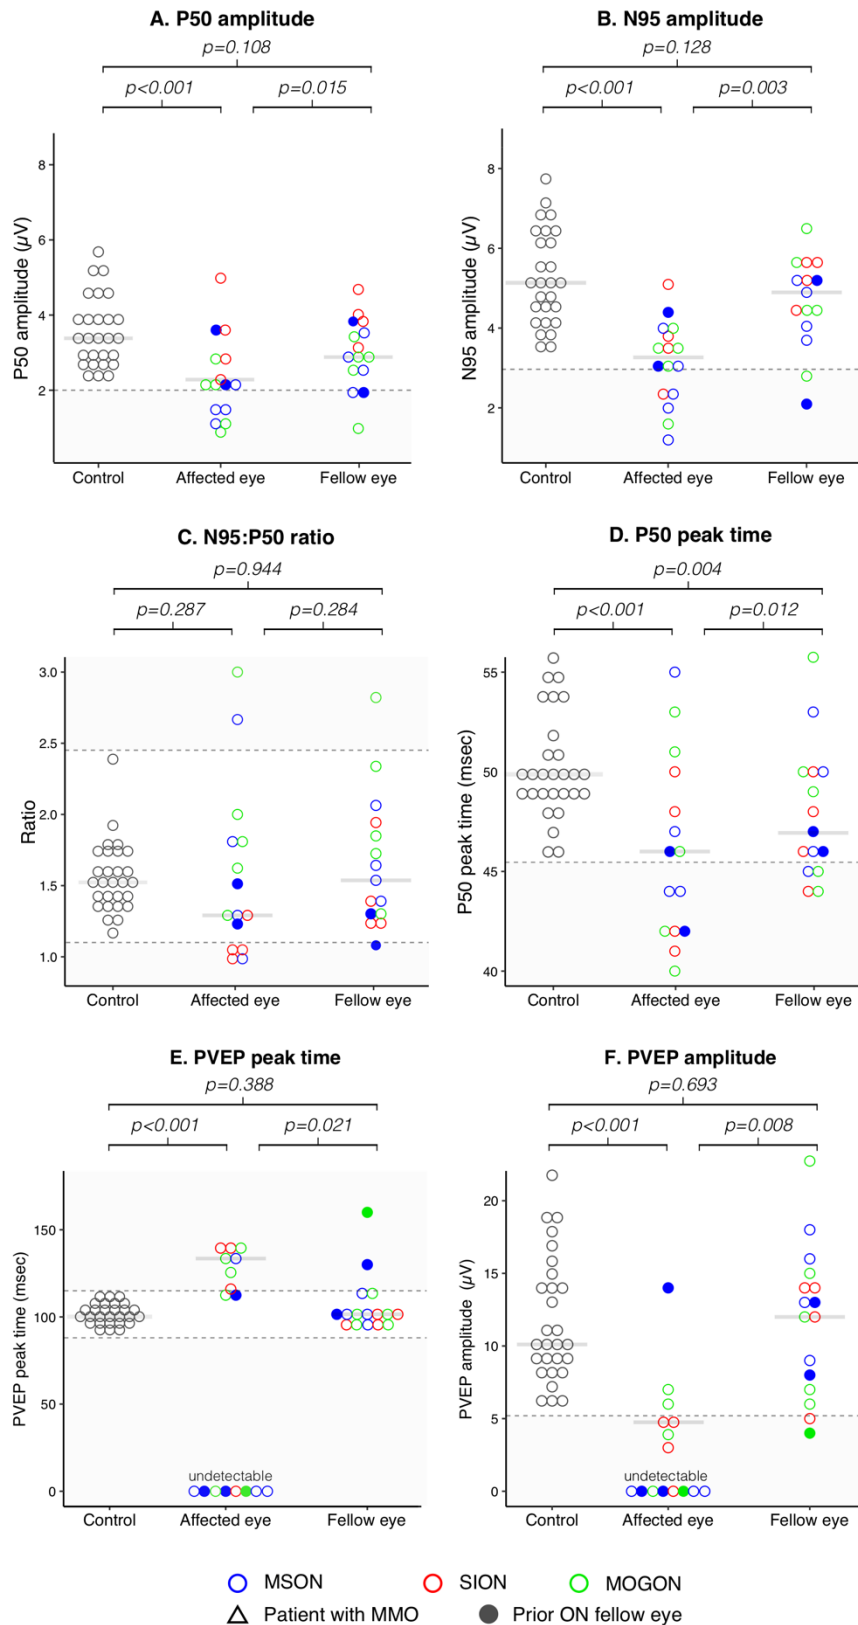 A. P50 amplitude
p=0.108
p<0.001
p=0.015
P50 amplitude (µV)
8
6
4
2
Control
Affected eye
Fellow eye
B. N95 amplitude
p=0.128
p<0.001
p=0.003
N95 amplitude (µV)
8
6
4
2
Control
Affected eye
Fellow eye
C. N95:P50 ratio
p=0.944
p=0.287
p=0.284
Ratio
3.0
2.5
2.0
1.5
1.0
Control
Affected eye
Fellow eye
D. P50 peak time
p=0.004
p<0.001
p=0.012
P50 peak time (msec)
55
50
45
40
Control
Affected eye
Fellow eye
E. PVEP peak time
p=0.388
p<0.001
p=0.021
PVEP peak time (msec)
150
100
50
0
undetectable
Control
Affected eye
Fellow eye
F. PVEP amplitude
p=0.693
p<0.001
p=0.008
PVEP amplitude (µV)
20
15
10
5
0
undetectable
Control
Affected eye
Fellow eye
MSON
SION
MOGON
Patient with MMO
Prior ON fellow eye